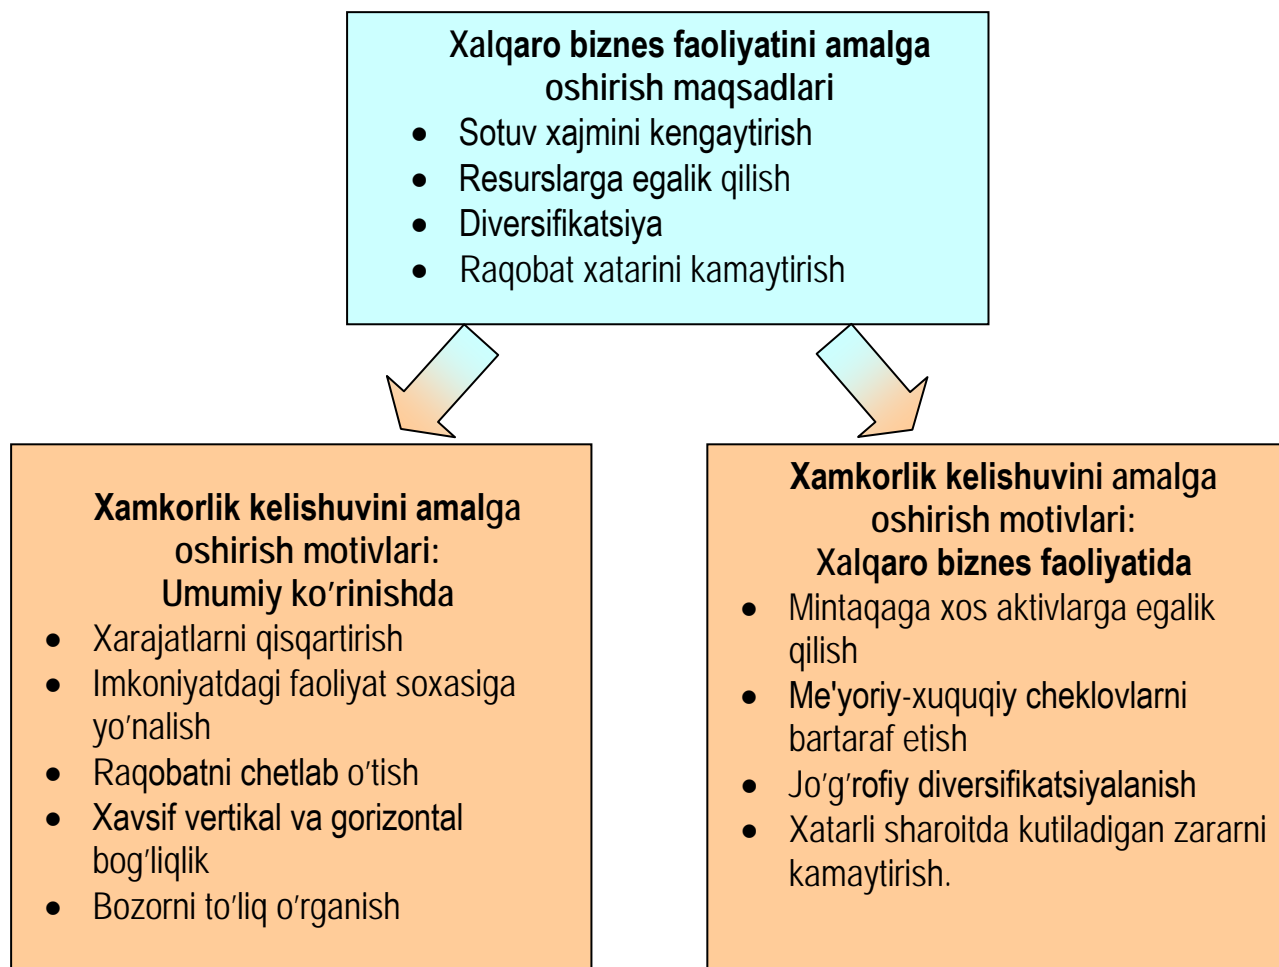 Xalqaro biznes faoliyatini amalga
oshirish maqsadlari
• Sotuv xajmini kengaytirish
• Resurslarga egalik qilish
• Diversifikatsiya
• Raqobat xatarini kamaytirish
Xamkorlik kelishuvini amalga
oshirish motivlari:
Umumiy ko’rinishda
• Xarajatlarni qisqartirish
• Imkoniyatdagi faoliyat soxasiga
yo’nalish
• Raqobatni chetlab o’tish
• Xavsif vertikal va gorizontal
bog’liqlik
• Bozorni to’liq o’rganish
Xamkorlik kelishuvini amalga
oshirish motivlari:
Xalqaro biznes faoliyatida
• Mintaqaga xos aktivlarga egalik
qilish
• Me'yoriy-xuquqiy cheklovlarni
bartaraf etish
• Jo’g’rofiy diversifikatsiyalanish
• Xatarli sharoitda kutiladigan zararni
kamaytirish.